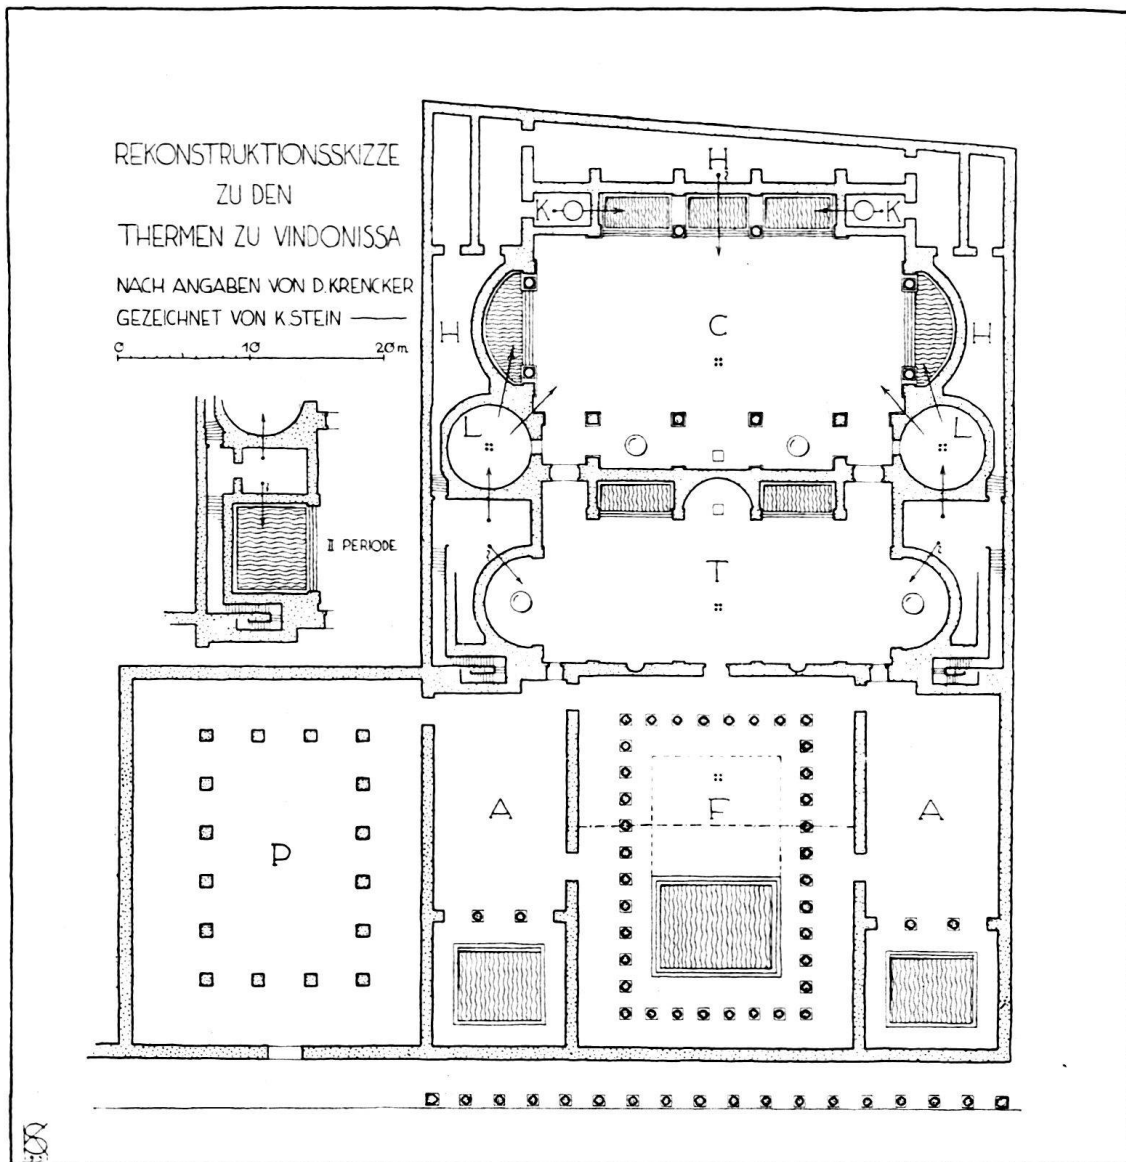 REKONSTRUKTIONSSKIZZE
ZU DEN
THERMEN ZU VINDONISSA
NACH ANGABEN VON D. KRENCKER
GEZEICHNET VON K. STEIN
0 10 20 m
H
K K
C
H H
L L
II PERIODE
T
A F A
P